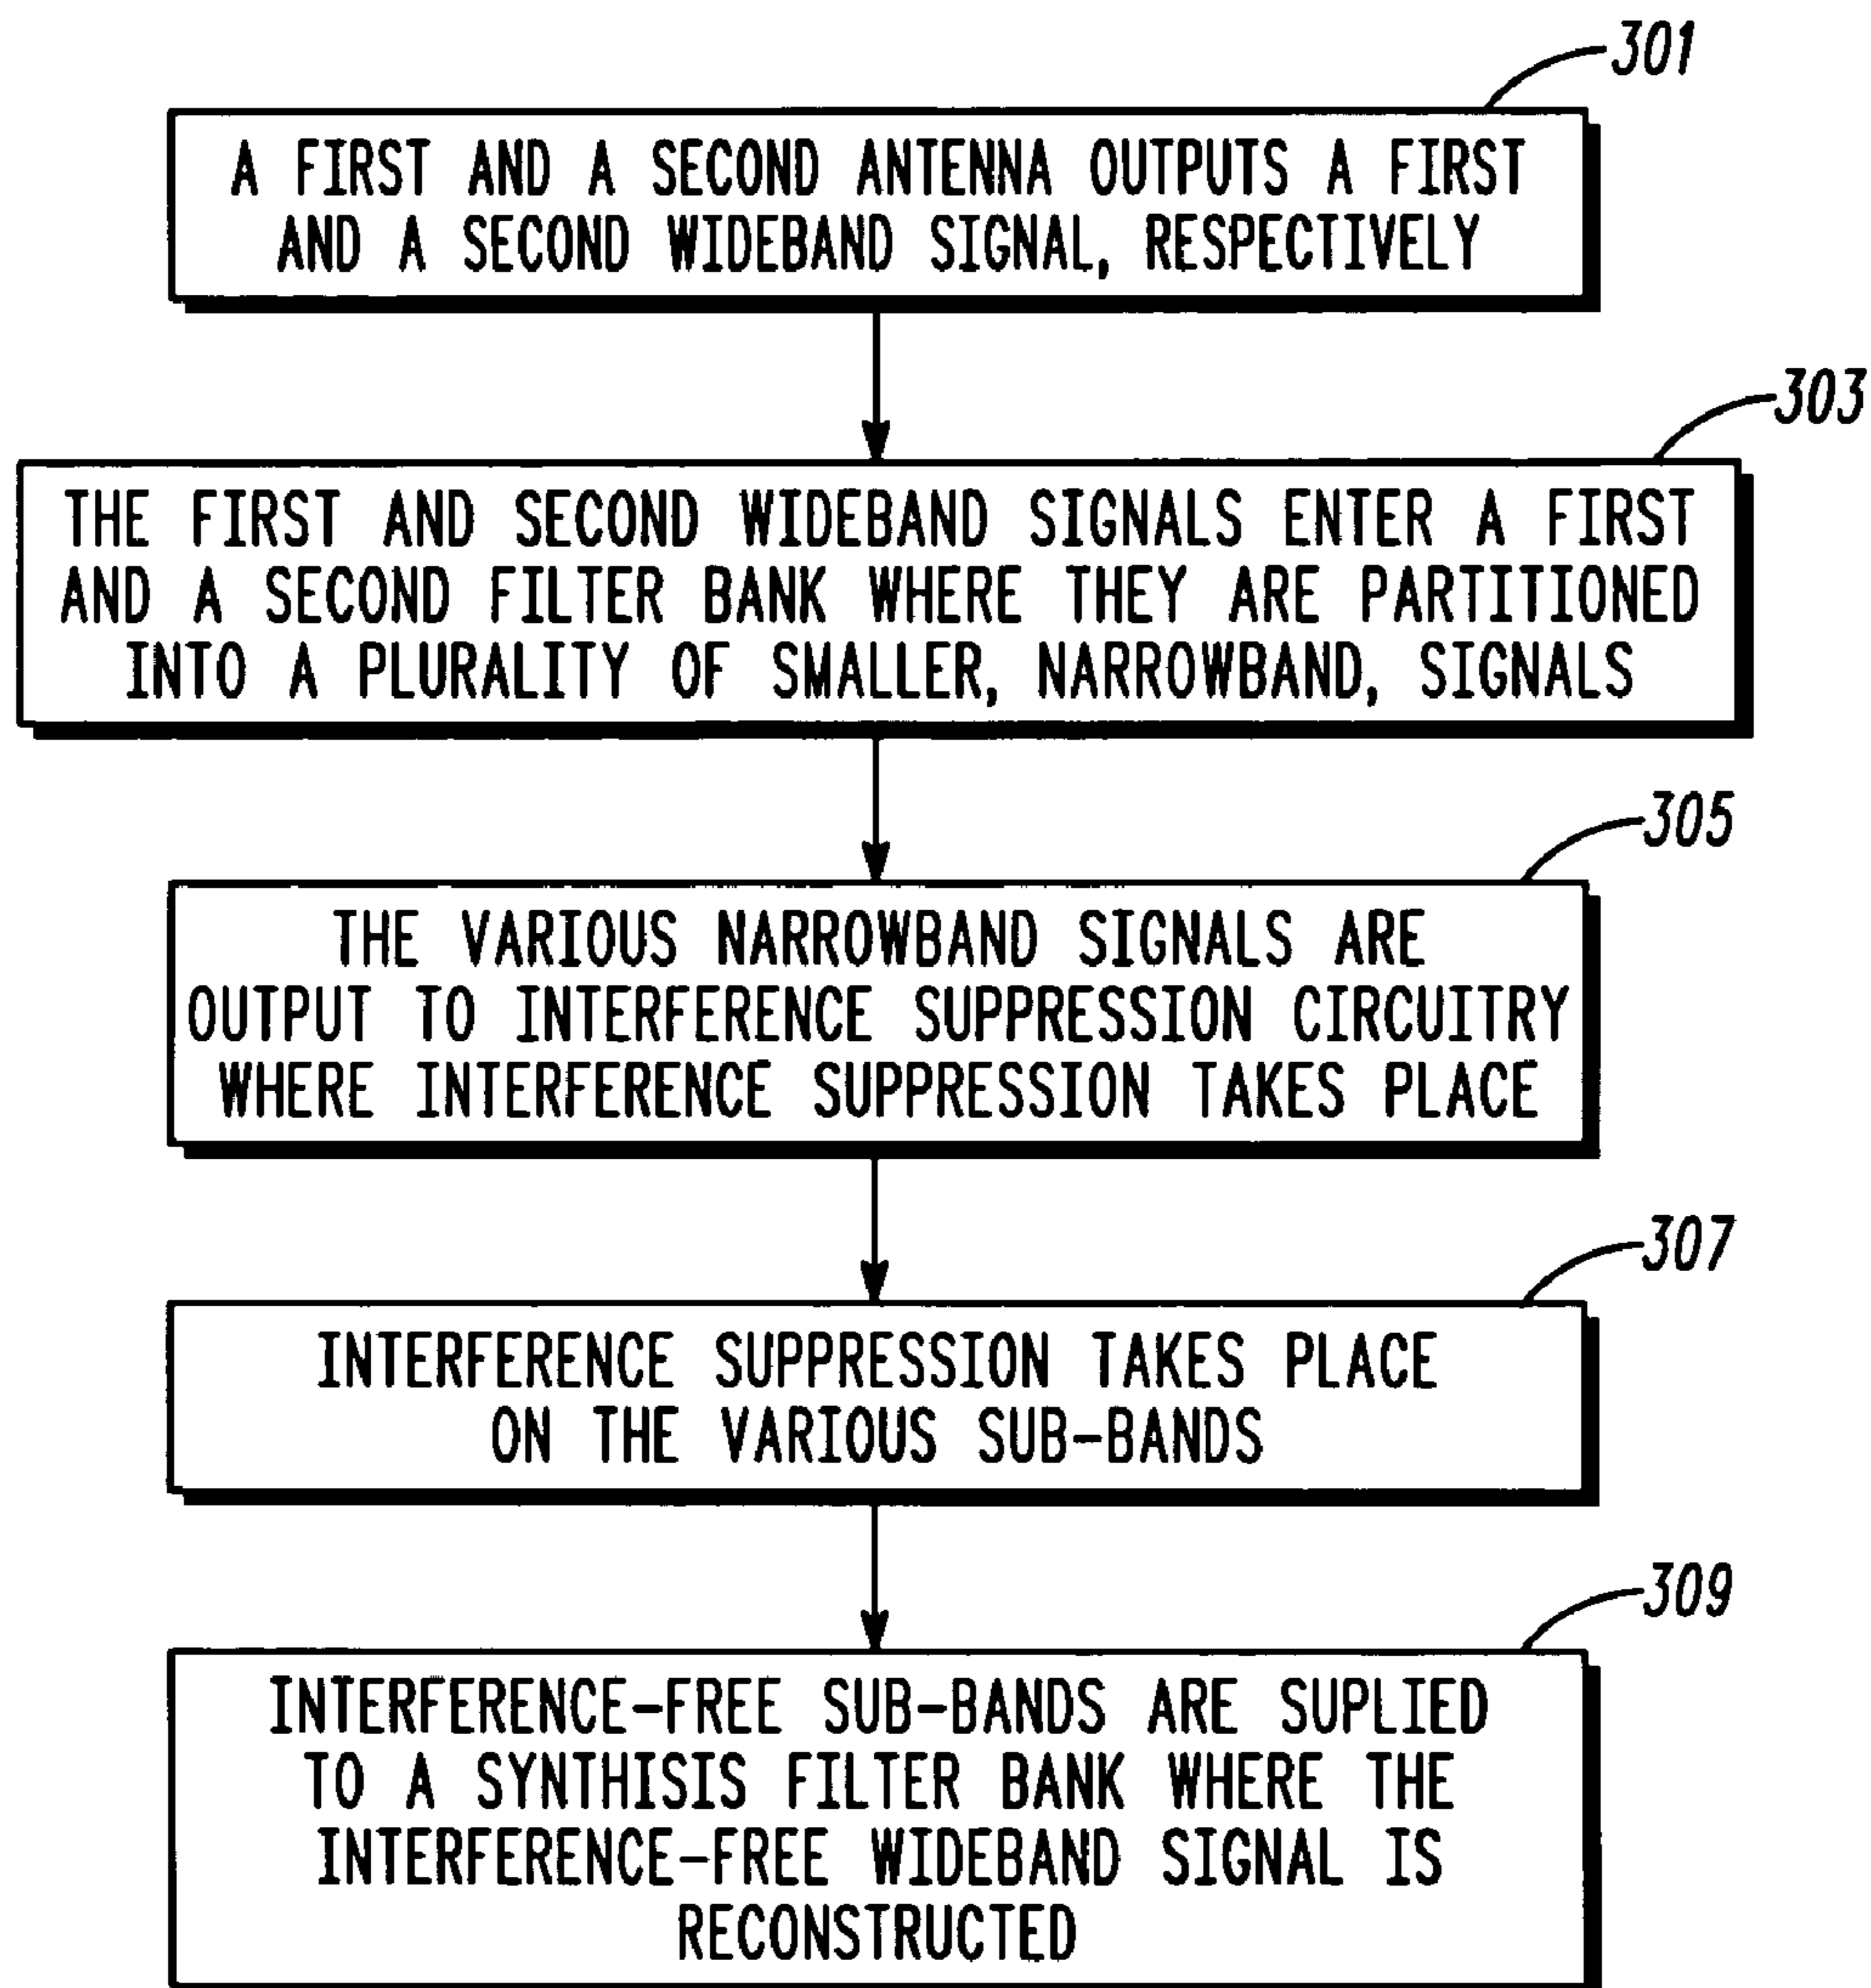 301
A FIRST AND A SECOND ANTENNA OUTPUTS A FIRST
AND A SECOND WIDEBAND SIGNAL, RESPECTIVELY
303
THE FIRST AND SECOND WIDEBAND SIGNALS ENTER A FIRST
AND A SECOND FILTER BANK WHERE THEY ARE PARTITIONED
INTO A PLURALITY OF SMALLER, NARROWBAND, SIGNALS
305
THE VARIOUS NARROWBAND SIGNALS ARE
OUTPUT TO INTERFERENCE SUPPRESSION CIRCUITRY
WHERE INTERFERENCE SUPPRESSION TAKES PLACE
307
INTERFERENCE SUPPRESSION TAKES PLACE
ON THE VARIOUS SUB-BANDS
309
INTERFERENCE-FREE SUB-BANDS ARE SUPLIED
TO A SYNTHISIS FILTER BANK WHERE THE
INTERFERENCE-FREE WIDEBAND SIGNAL IS
RECONSTRUCTED